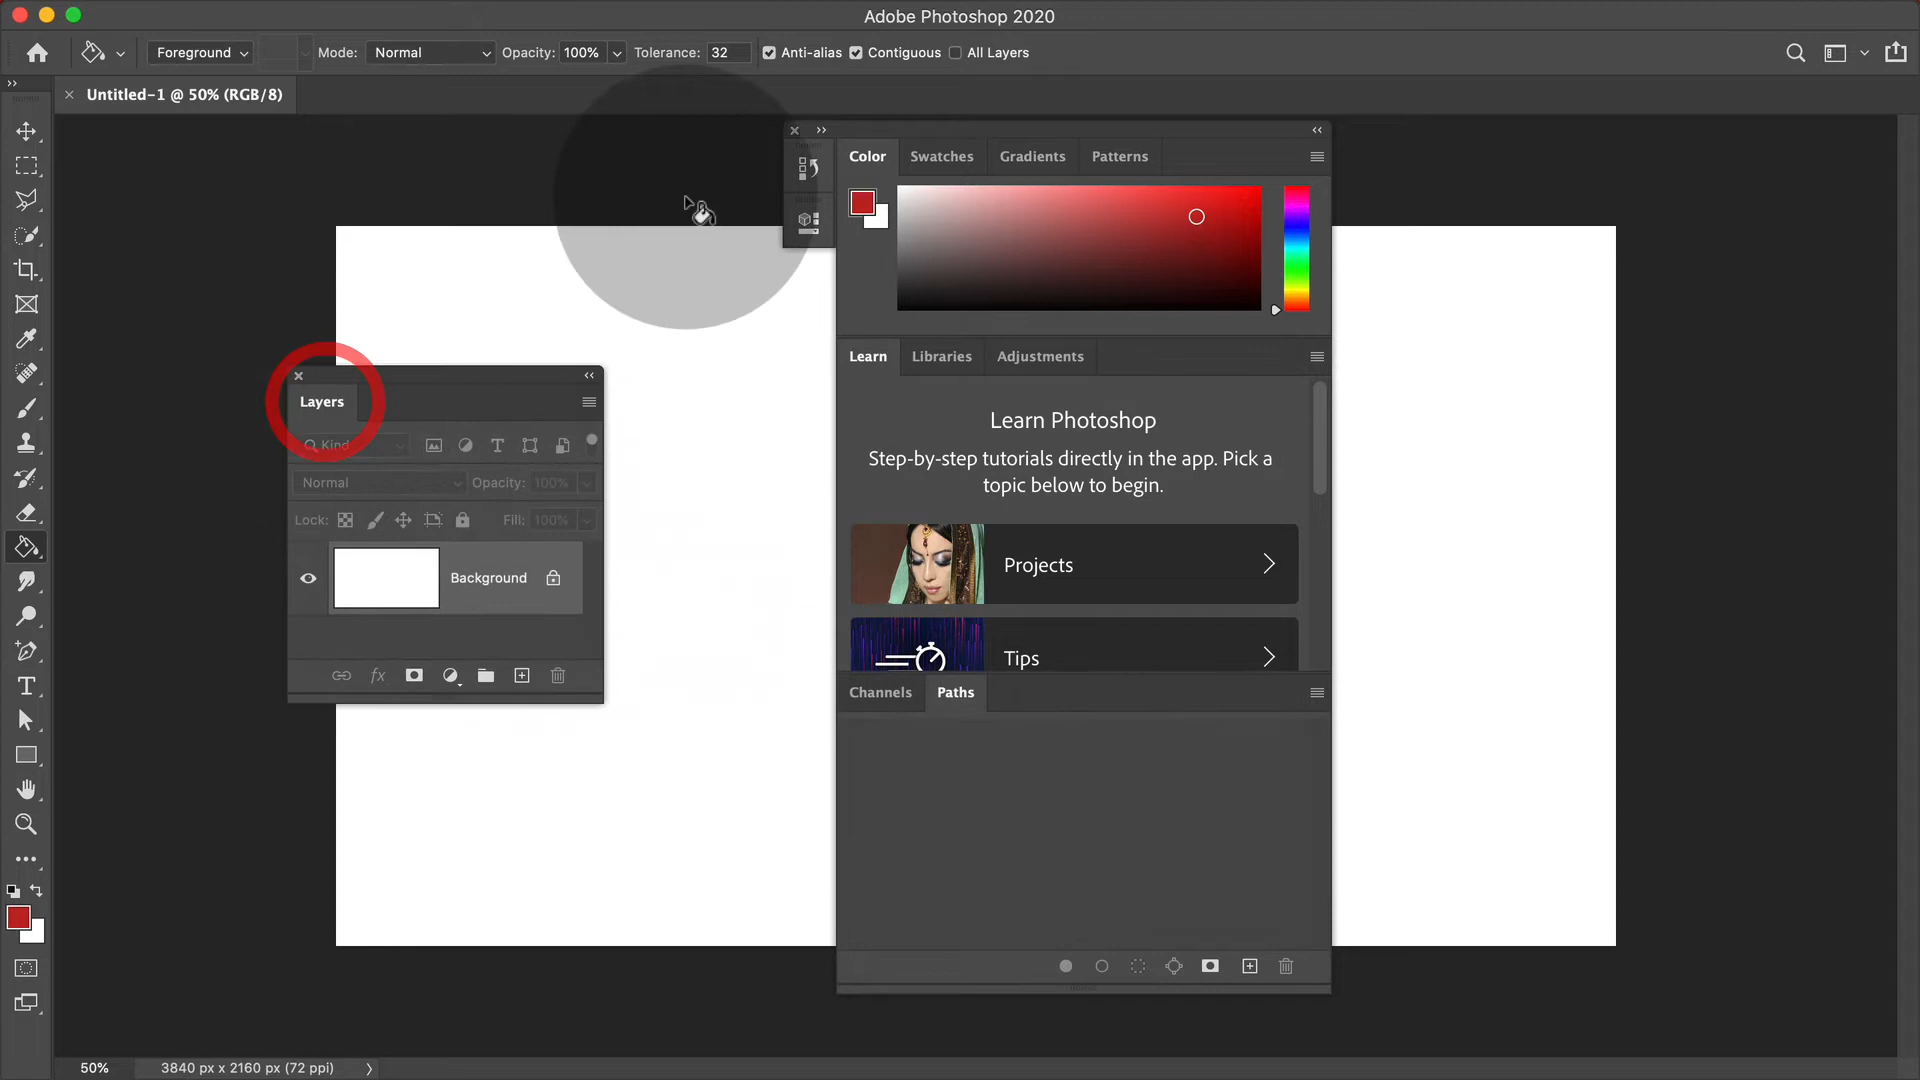 Adobe Photoshop 2020
Foreground Mode: Normal Opacity: 100% Tolerance: 32 Anti-alias Contiguous All Layers
Untitled-1 @ 50% (RGB/8)
Color Swatches Gradients Patterns
Learn Libraries Adjustments
Learn Photoshop
Step-by-step tutorials directly in the app. Pick a
topic below to begin.
Projects
Tips
Channels Paths
Layers
Kind
Normal Opacity: 100%
Lock: Fill: 100%
Background
fx
50% 3840 px x 2160 px (72 ppi)